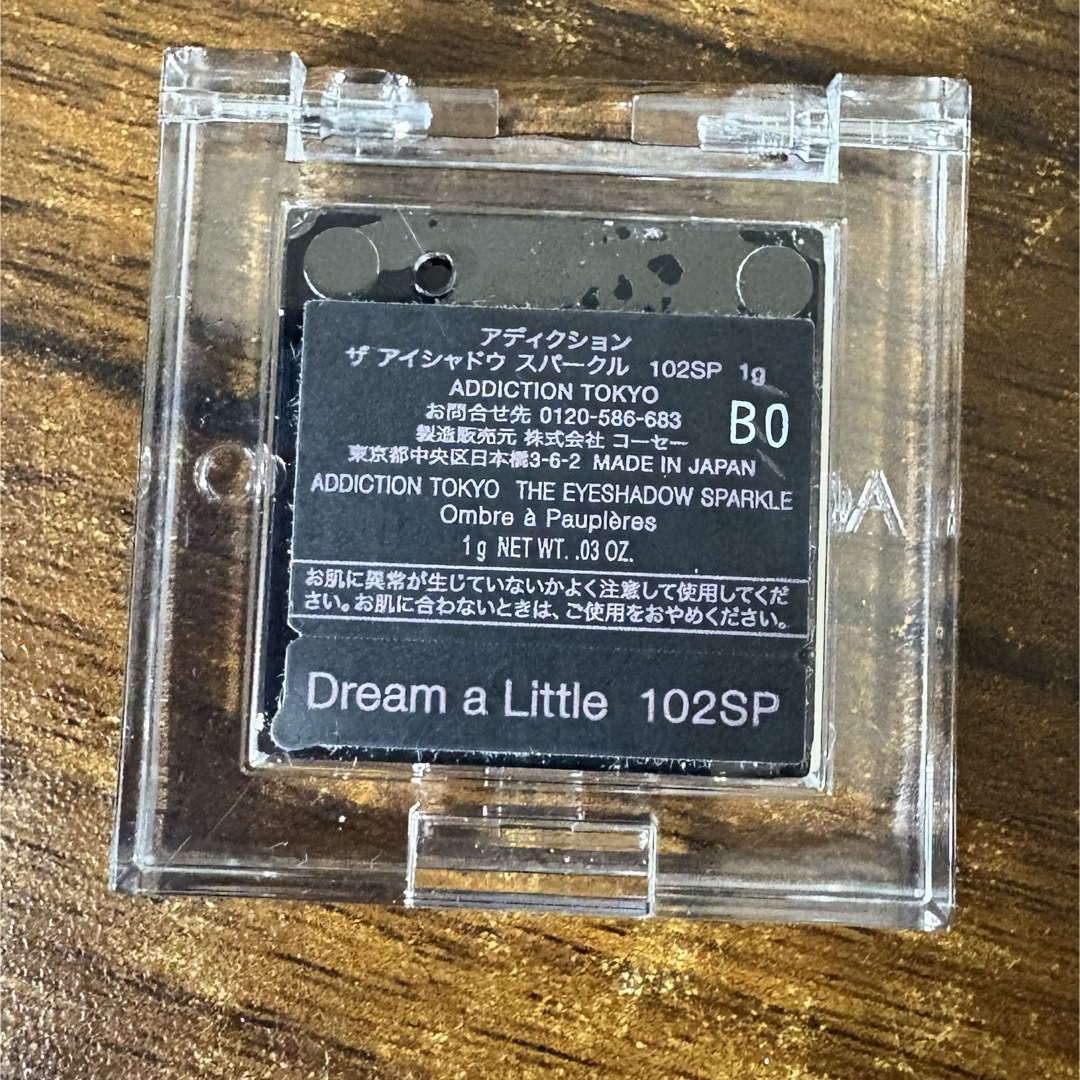 アディクション
ザ アイシャドウ スパークル 102SP 1g
ADDICTION TOKYO
お問合せ先 0120-586-683
B0
製造販売元 株式会社 コーセー
東京都中央区日本橋3-6-2 MADE IN JAPAN
ADDICTION TOKYO THE EYESHADOW SPARKLE
Ombre à Paupières
1 g NET WT. .03 OZ.
お肌に異常が生じていないかよく注意して使用してくだ
さい。お肌に合わないときは、ご使用をおやめください。
Dream a Little 102SP